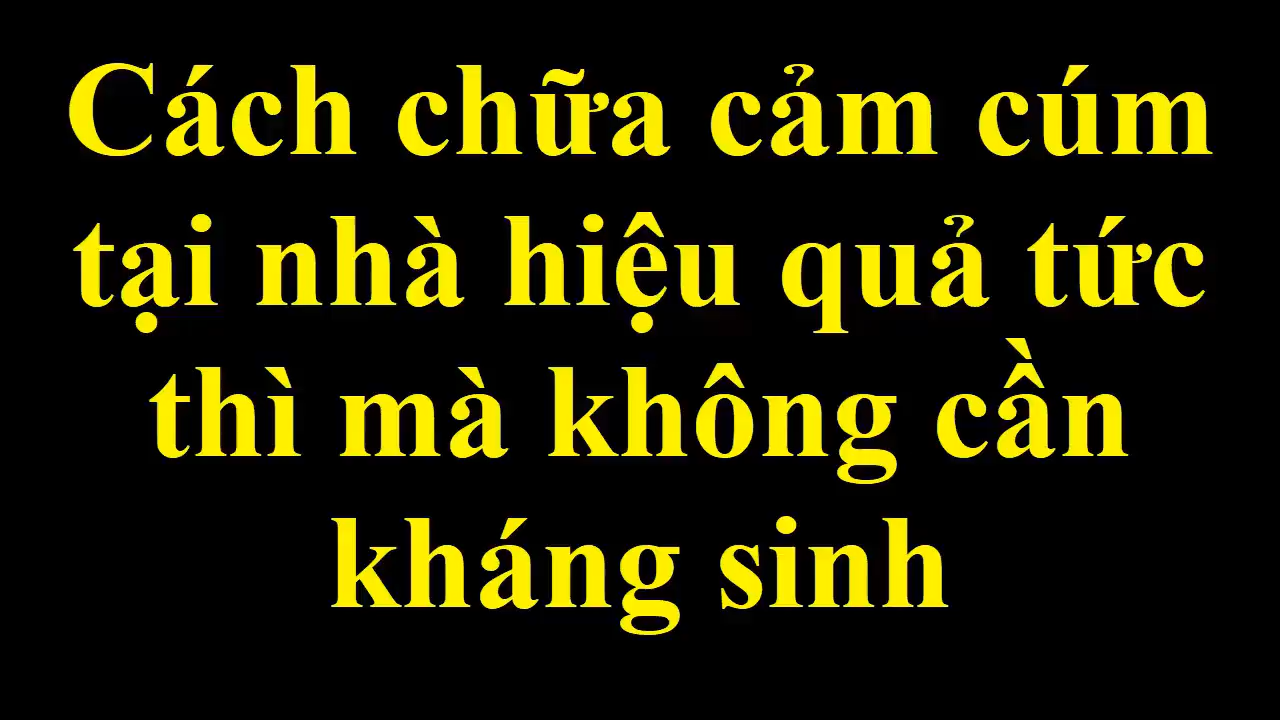 Cách chữa cảm cúm
tại nhà hiệu quả tức
thì mà không cần
kháng sinh